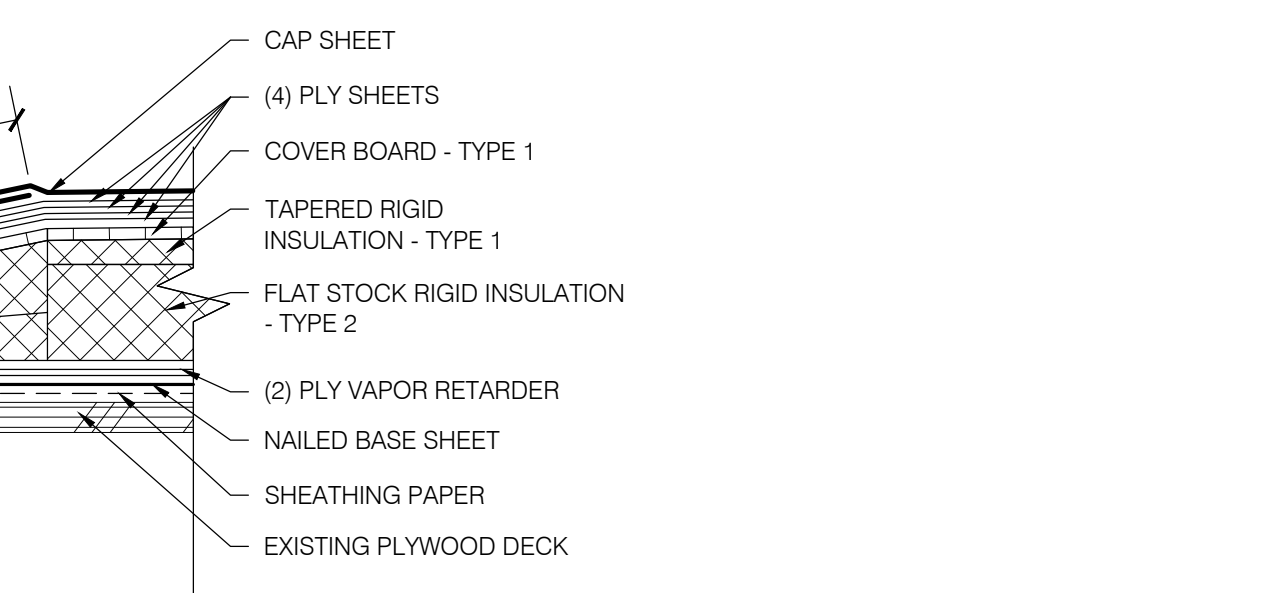 CAP SHEET
(4) PLY SHEETS
COVER BOARD - TYPE 1
TAPERED RIGID
INSULATION - TYPE 1
FLAT STOCK RIGID INSULATION
- TYPE 2
(2) PLY VAPOR RETARDER
NAILED BASE SHEET
SHEATHING PAPER
EXISTING PLYWOOD DECK